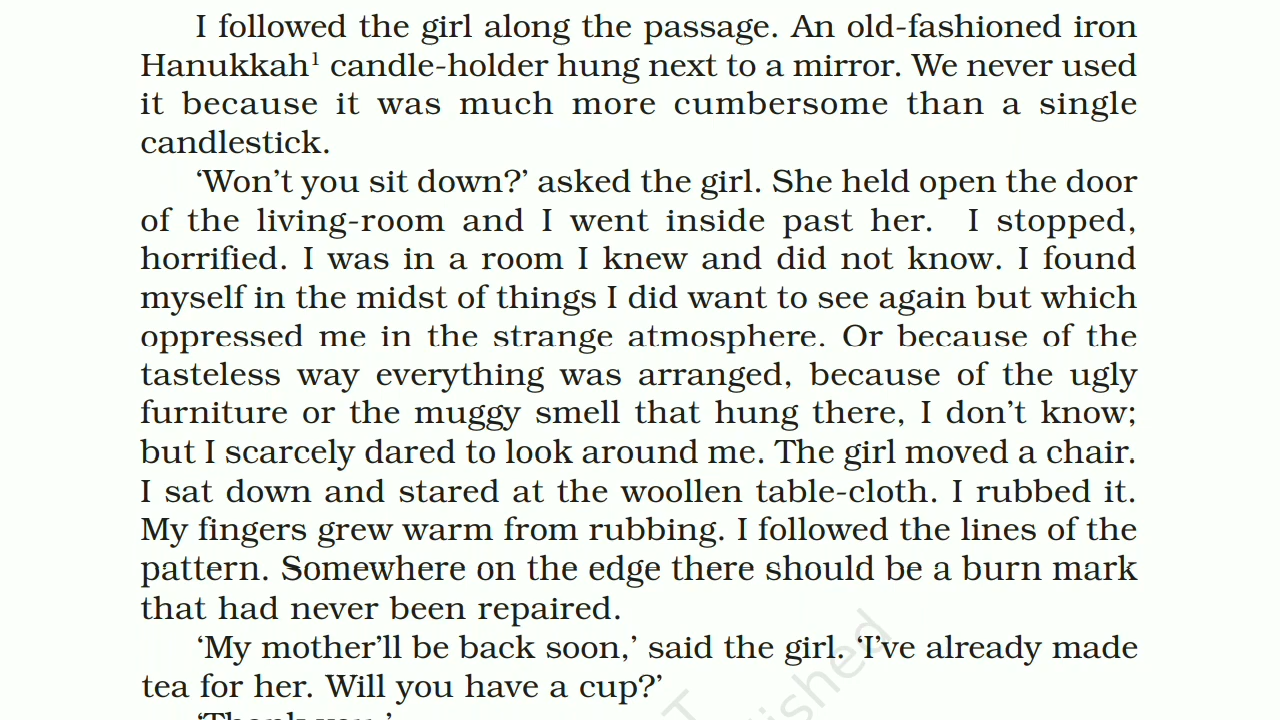 I followed the girl along the passage. An old-fashioned iron
Hanukkah¹ candle-holder hung next to a mirror. We never used
it because it was much more cumbersome than a single
candlestick.
‘Won’t you sit down?’ asked the girl. She held open the door
of the living-room and I went inside past her. I stopped,
horrified. I was in a room I knew and did not know. I found
myself in the midst of things I did want to see again but which
oppressed me in the strange atmosphere. Or because of the
tasteless way everything was arranged, because of the ugly
furniture or the muggy smell that hung there, I don’t know;
but I scarcely dared to look around me. The girl moved a chair.
I sat down and stared at the woollen table-cloth. I rubbed it.
My fingers grew warm from rubbing. I followed the lines of the
pattern. Somewhere on the edge there should be a burn mark
that had never been repaired.
‘My mother’ll be back soon,’ said the girl. ‘I’ve already made
tea for her. Will you have a cup?’
‘Thank you.’